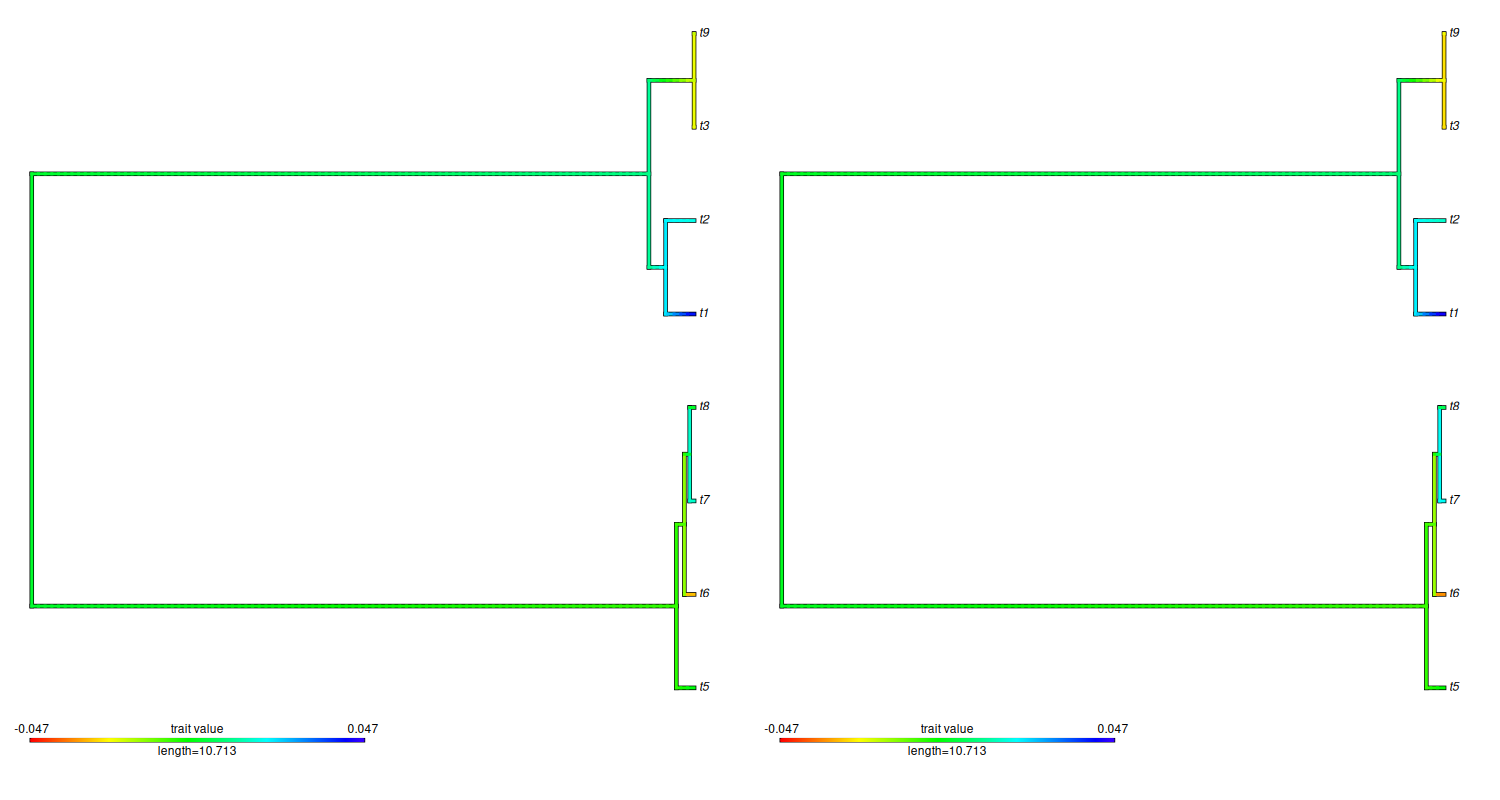 t9
t3
t2
t1
t8
t7
t6
t5
-0.047 trait value 0.047
length=10.713
t9
t3
t2
t1
t8
t7
t6
t5
-0.047 trait value 0.047
length=10.713